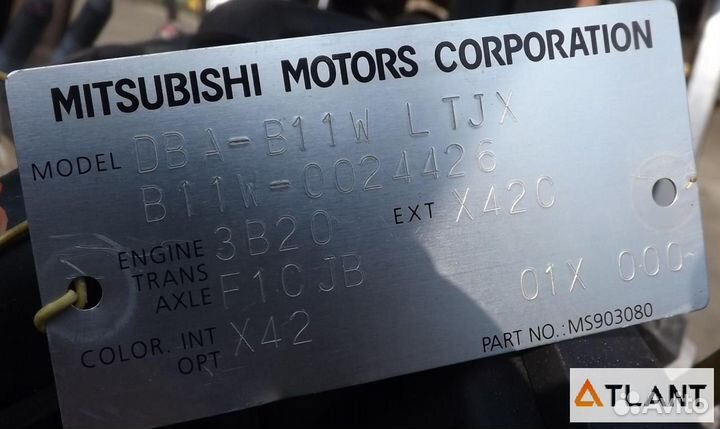 MITSUBISHI MOTORS CORPORATION
MODEL DBA-B11W LTJX
B11W-0024426
ENGINE 3B20 EXT X42C
TRANS AXLE F1CJB 01X 000
COLOR. INT X42
OPT
PART NO.: MS903080
ATLANT
Avito